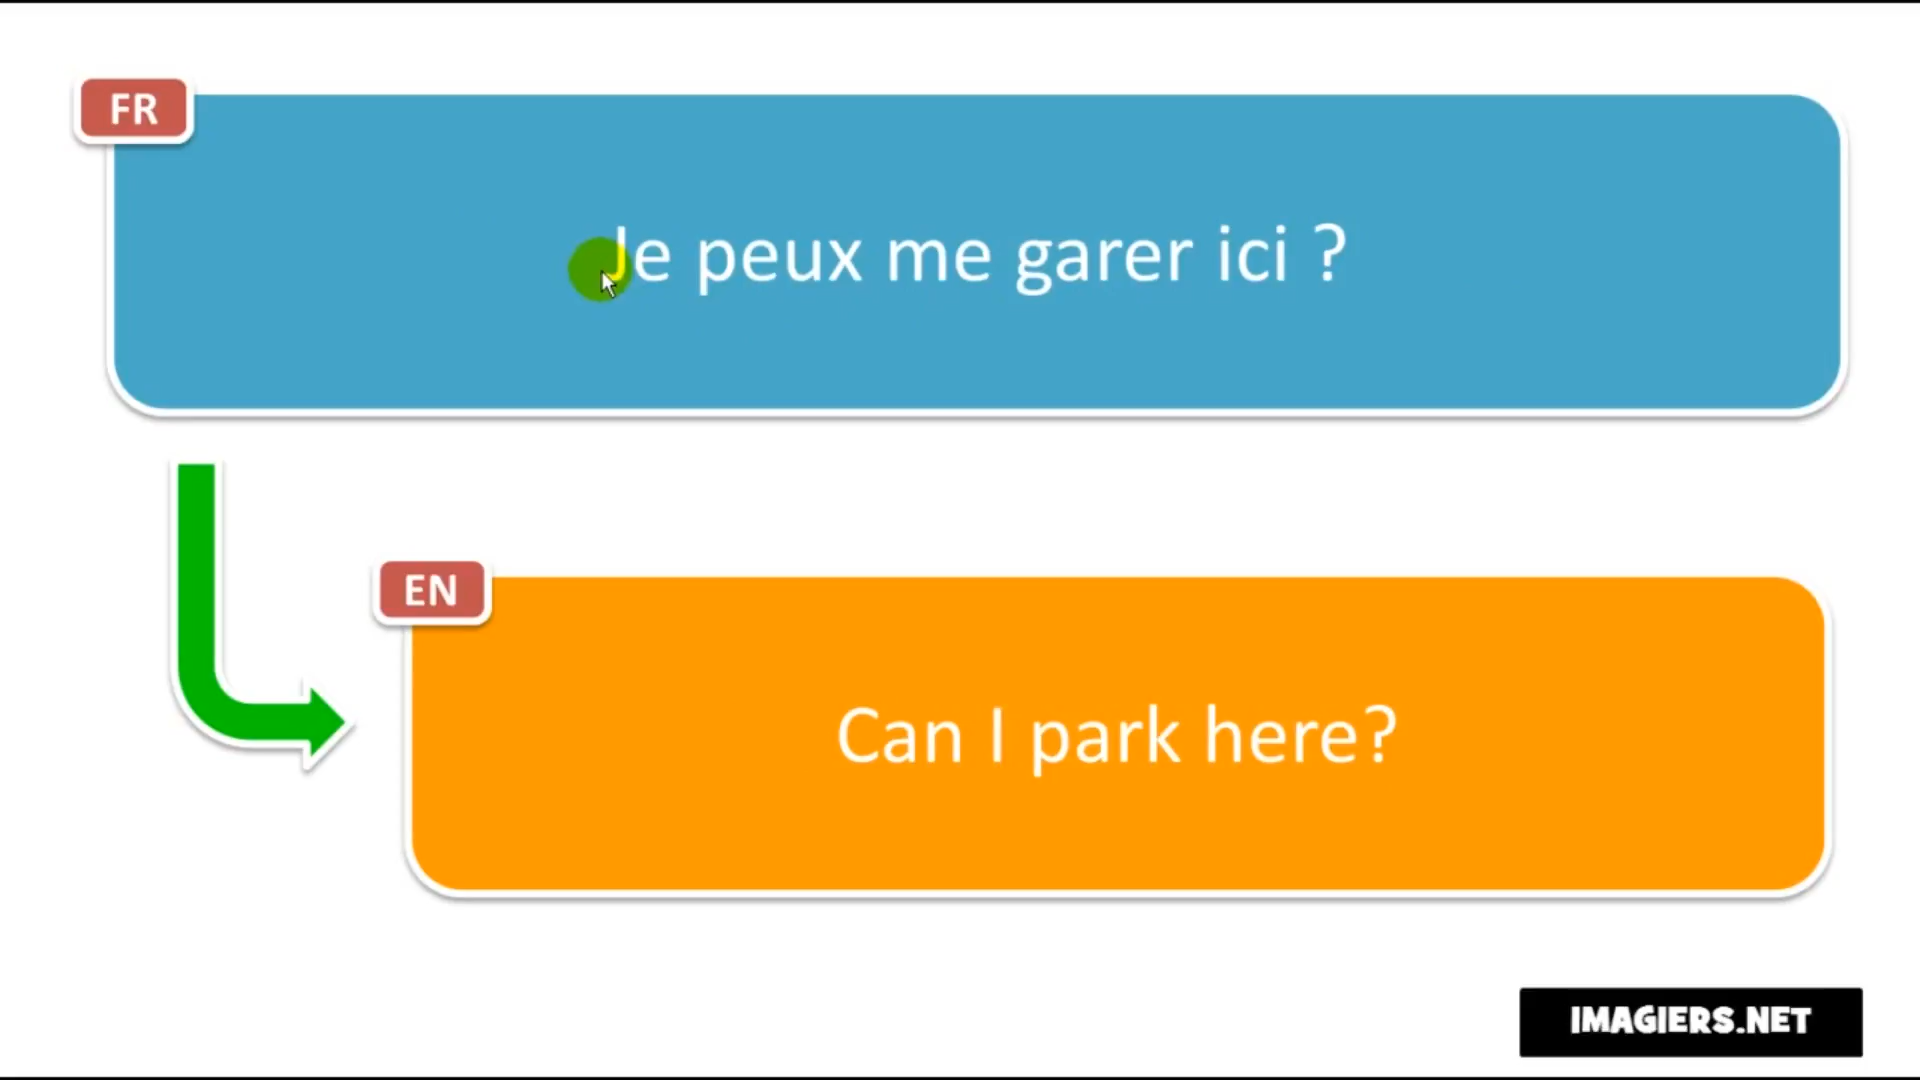 FR
Je peux me garer ici ?
EN
Can I park here?
IMAGIERS.NET